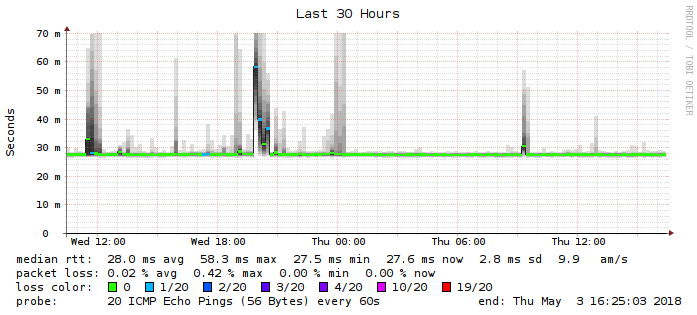 Last 30 Hours
RRDTOOL / TOBI OETIKER
Seconds
70 m
60 m
50 m
40 m
30 m
20 m
10 m
0
Wed 12:00 Wed 18:00 Thu 00:00 Thu 06:00 Thu 12:00
median rtt: 28.0 ms avg 58.3 ms max 27.5 ms min 27.6 ms now 2.8 ms sd 9.9 am/s
packet loss: 0.02 % avg 0.42 % max 0.00 % min 0.00 % now
loss color: 0 1/20 2/20 3/20 4/20 10/20 19/20
probe: 20 ICMP Echo Pings (56 Bytes) every 60s end: Thu May 3 16:25:03 2018